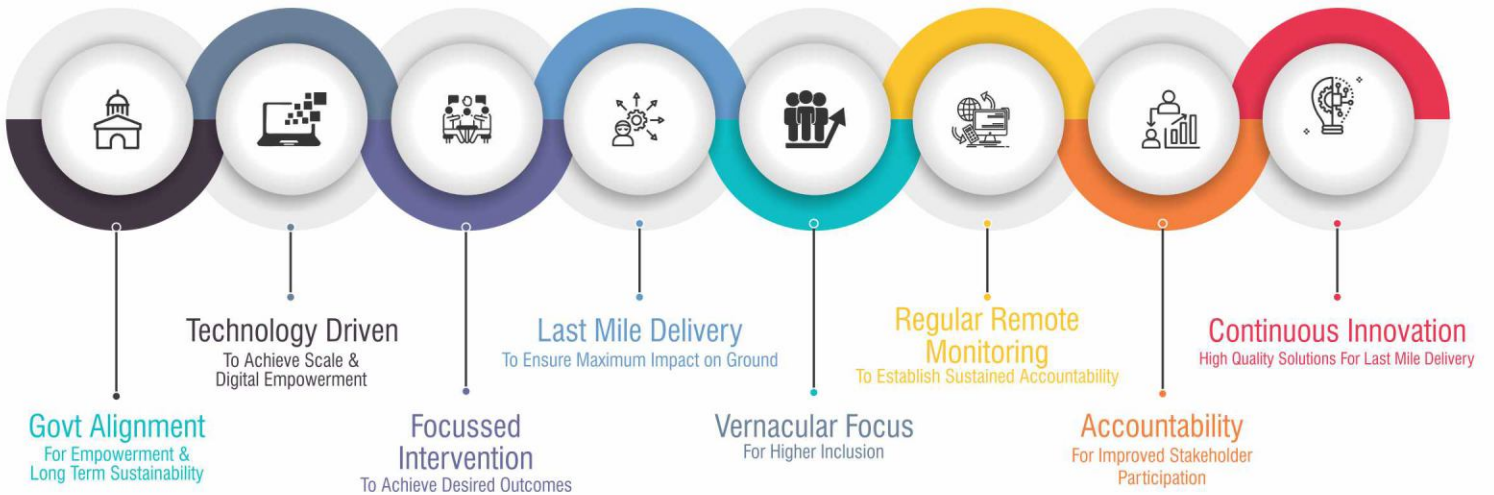 Govt Alignment
For Empowerment &
Long Term Sustainability
Technology Driven
To Achieve Scale &
Digital Empowerment
Focussed
Intervention
To Achieve Desired Outcomes
Last Mile Delivery
To Ensure Maximum Impact on Ground
Vernacular Focus
For Higher Inclusion
Regular Remote
Monitoring
To Establish Sustained Accountability
Accountability
For Improved Stakeholder
Participation
Continuous Innovation
High Quality Solutions For Last Mile Delivery